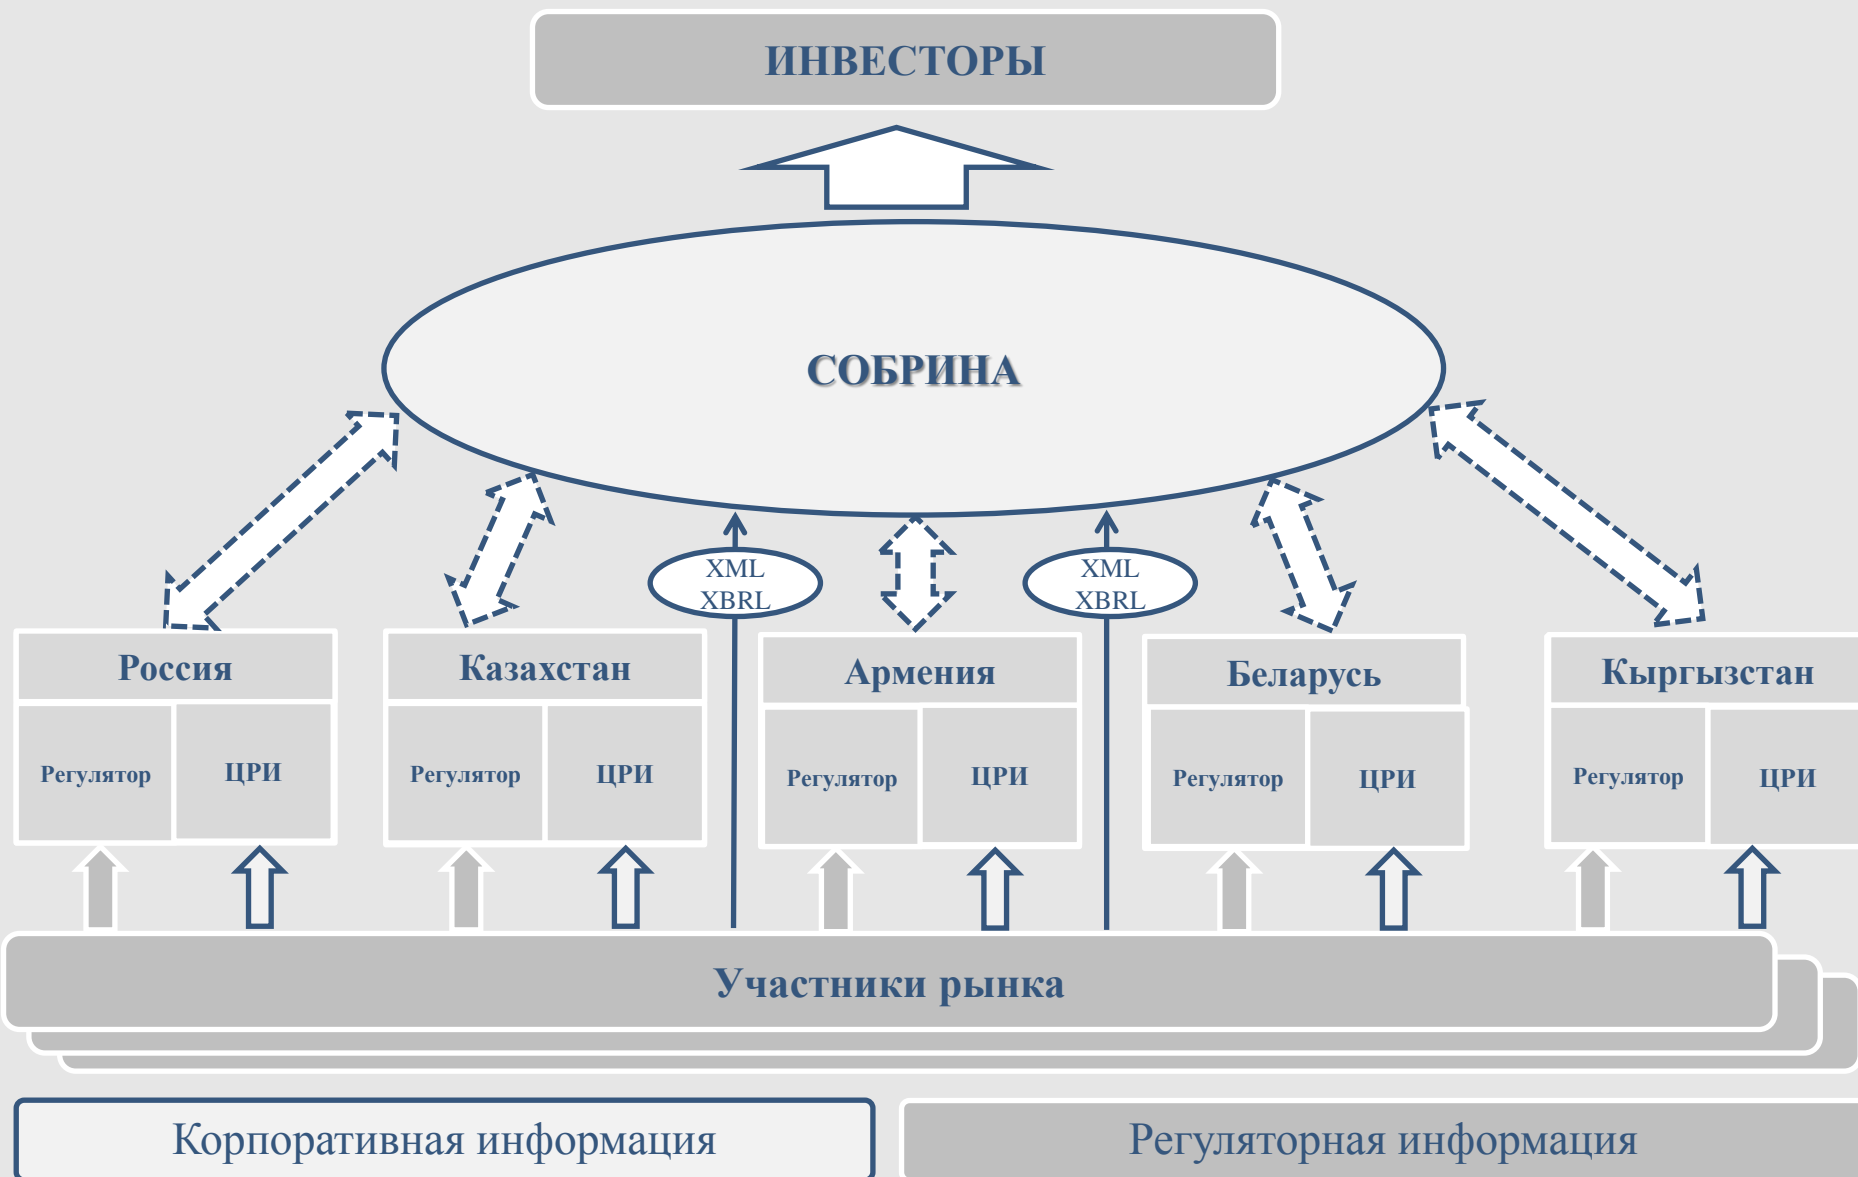 ИНВЕСТОРЫ
СОБРИНА
XML
XBRL
XML
XBRL
Россия
Казахстан
Армения
Беларусь
Кыргызстан
Регулятор
ЦРИ
Регулятор
ЦРИ
Регулятор
ЦРИ
Регулятор
ЦРИ
Регулятор
ЦРИ
Участники рынка
Корпоративная информация
Регуляторная информация